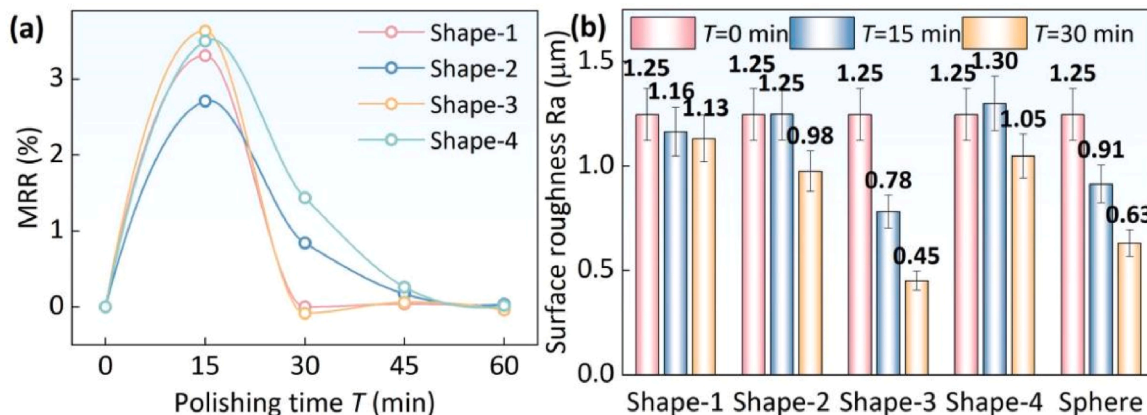 (a)
MRR (%)
3
2
1
0
0 15 30 45 60
Polishing time T (min)
Shape-1
Shape-2
Shape-3
Shape-4
(b)
Surface roughness Ra (μm)
1.5
1.0
0.5
0.0
T=0 min T=15 min T=30 min
1.25 1.16 1.13
1.25 1.25 0.98
1.25 0.78 0.45
1.25 1.30 1.05
1.25 0.91 0.63
Shape-1 Shape-2 Shape-3 Shape-4 Sphere